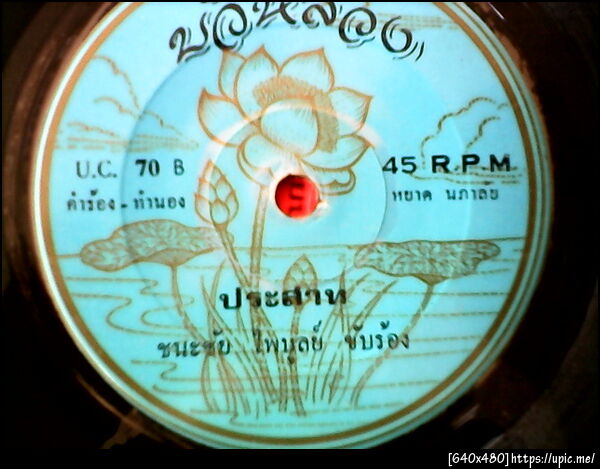 บัวหลวง
U.C. 70 B
45 R.P.M
คำร้อง - ทำนอง
หยาด นภาลัย
ประสาท
ชนะชัย ไพบูลย์ ขับร้อง
[640x480]https://upic.me/